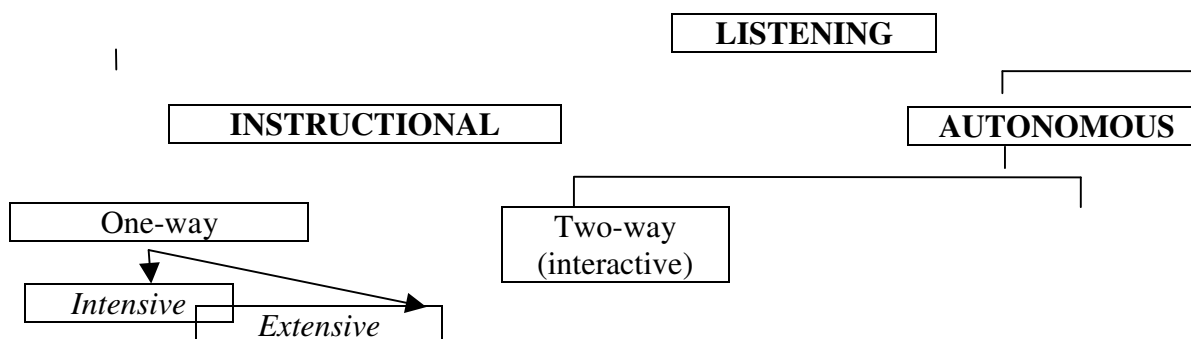 LISTENING
INSTRUCTIONAL
AUTONOMOUS
One-way
Two-way
(interactive)
Intensive
Extensive